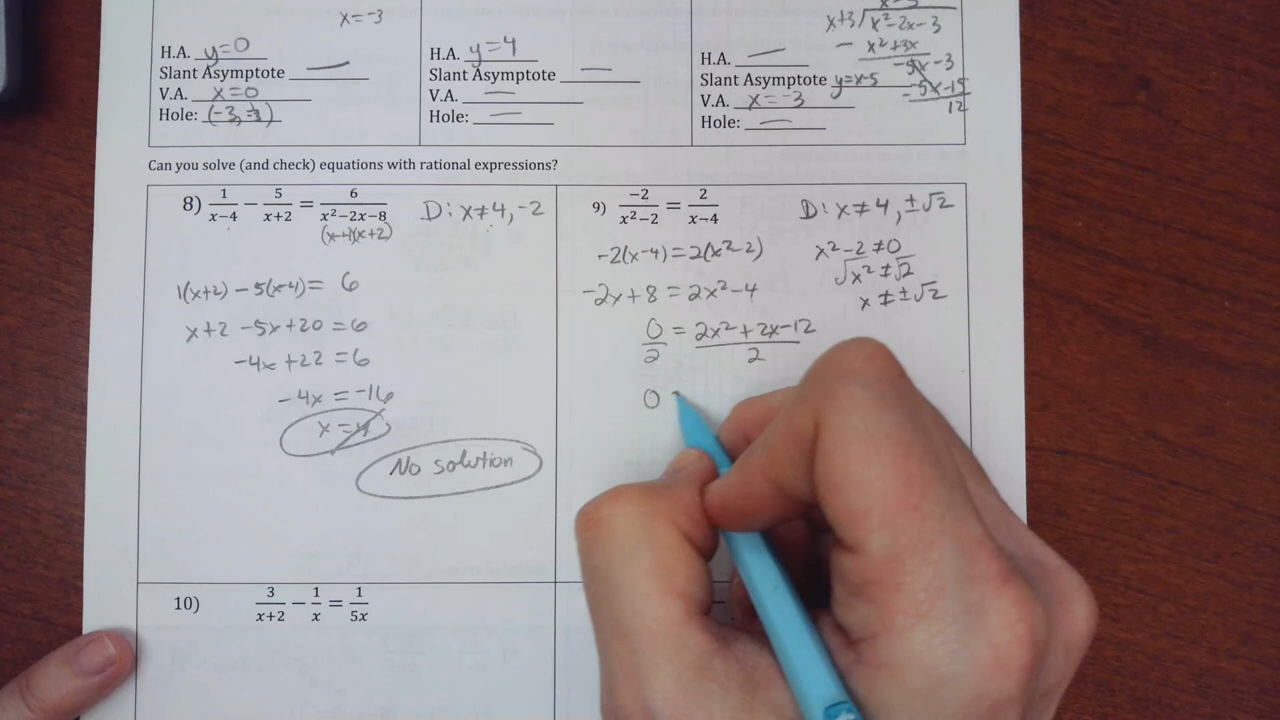 x=-3
H.A. y=0
Slant Asymptote —
V.A. x=0
Hole: (-3, )
H.A. y=4
Slant Asymptote —
V.A. —
Hole: —
x+3 x²-2x-3
- x²+3x
-5x-3
- -5x-15
12
H.A. —
Slant Asymptote y=x-5
V.A. x=-3
Hole: —
Can you solve (and check) equations with rational expressions?
8) 1/(x-4) − 5/(x+2) = 6/(x²−2x−8)
(x-4)(x+2)
D: x≠4, -2
1(x+2) -5(x-4) = 6
x+2 -5x+20 = 6
-4x+22 = 6
-4x = -16
x=4
No solution
9) −2/(x²−2) = 2/(x−4)
D: x≠4, ±√2
x²-2≠0
√x²≠√2
x≠±√2
-2(x-4)=2(x²-2)
-2x+8=2x²-4
0/2 = (2x²+2x-12)/2
0 =
10) 3/(x+2) − 1/x = 1/5x